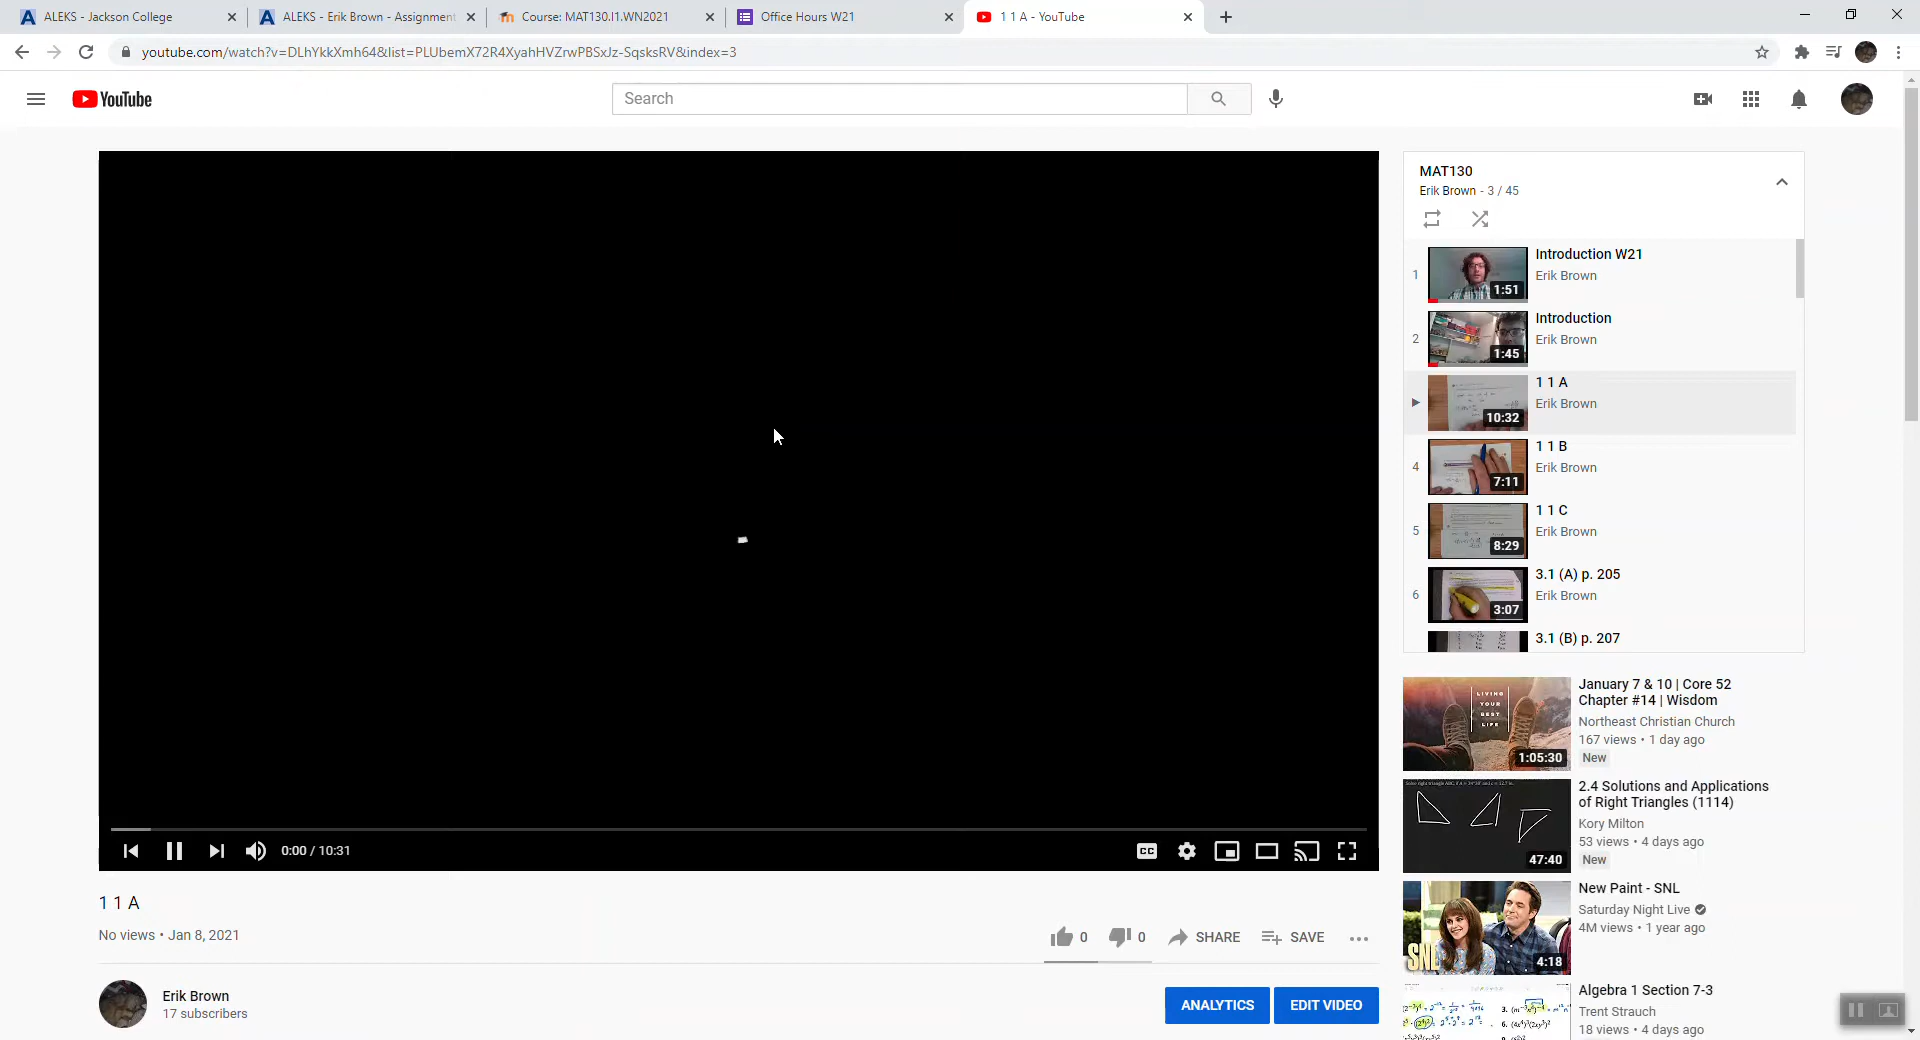 ALEKS - Jackson College
ALEKS - Erik Brown - Assignment
Course: MAT130.I1.WN2021
Office Hours W21
1 1 A - YouTube
youtube.com/watch?v=DLhYkkXmh64&list=PLUbemX72R4XyahHVZrwPBSxJz-SqsksRV&index=3
YouTube
Search
MAT130
Erik Brown - 3 / 45
1
1:51
Introduction W21
Erik Brown
2
1:45
Introduction
Erik Brown
10:32
1 1 A
Erik Brown
4
7:11
1 1 B
Erik Brown
5
8:29
1 1 C
Erik Brown
6
3:07
3.1 (A) p. 205
Erik Brown
3.1 (B) p. 207
0:00 / 10:31
CC
1 1 A
No views • Jan 8, 2021
0
0
SHARE
SAVE
Erik Brown
17 subscribers
ANALYTICS
EDIT VIDEO
LIVING
YOUR
BEST
LIFE
1:05:30
January 7 & 10 | Core 52
Chapter #14 | Wisdom
Northeast Christian Church
167 views • 1 day ago
New
47:40
2.4 Solutions and Applications
of Right Triangles (1114)
Kory Milton
53 views • 4 days ago
New
SNL
4:18
New Paint - SNL
Saturday Night Live
4M views • 1 year ago
Algebra 1 Section 7-3
Trent Strauch
18 views • 4 days ago